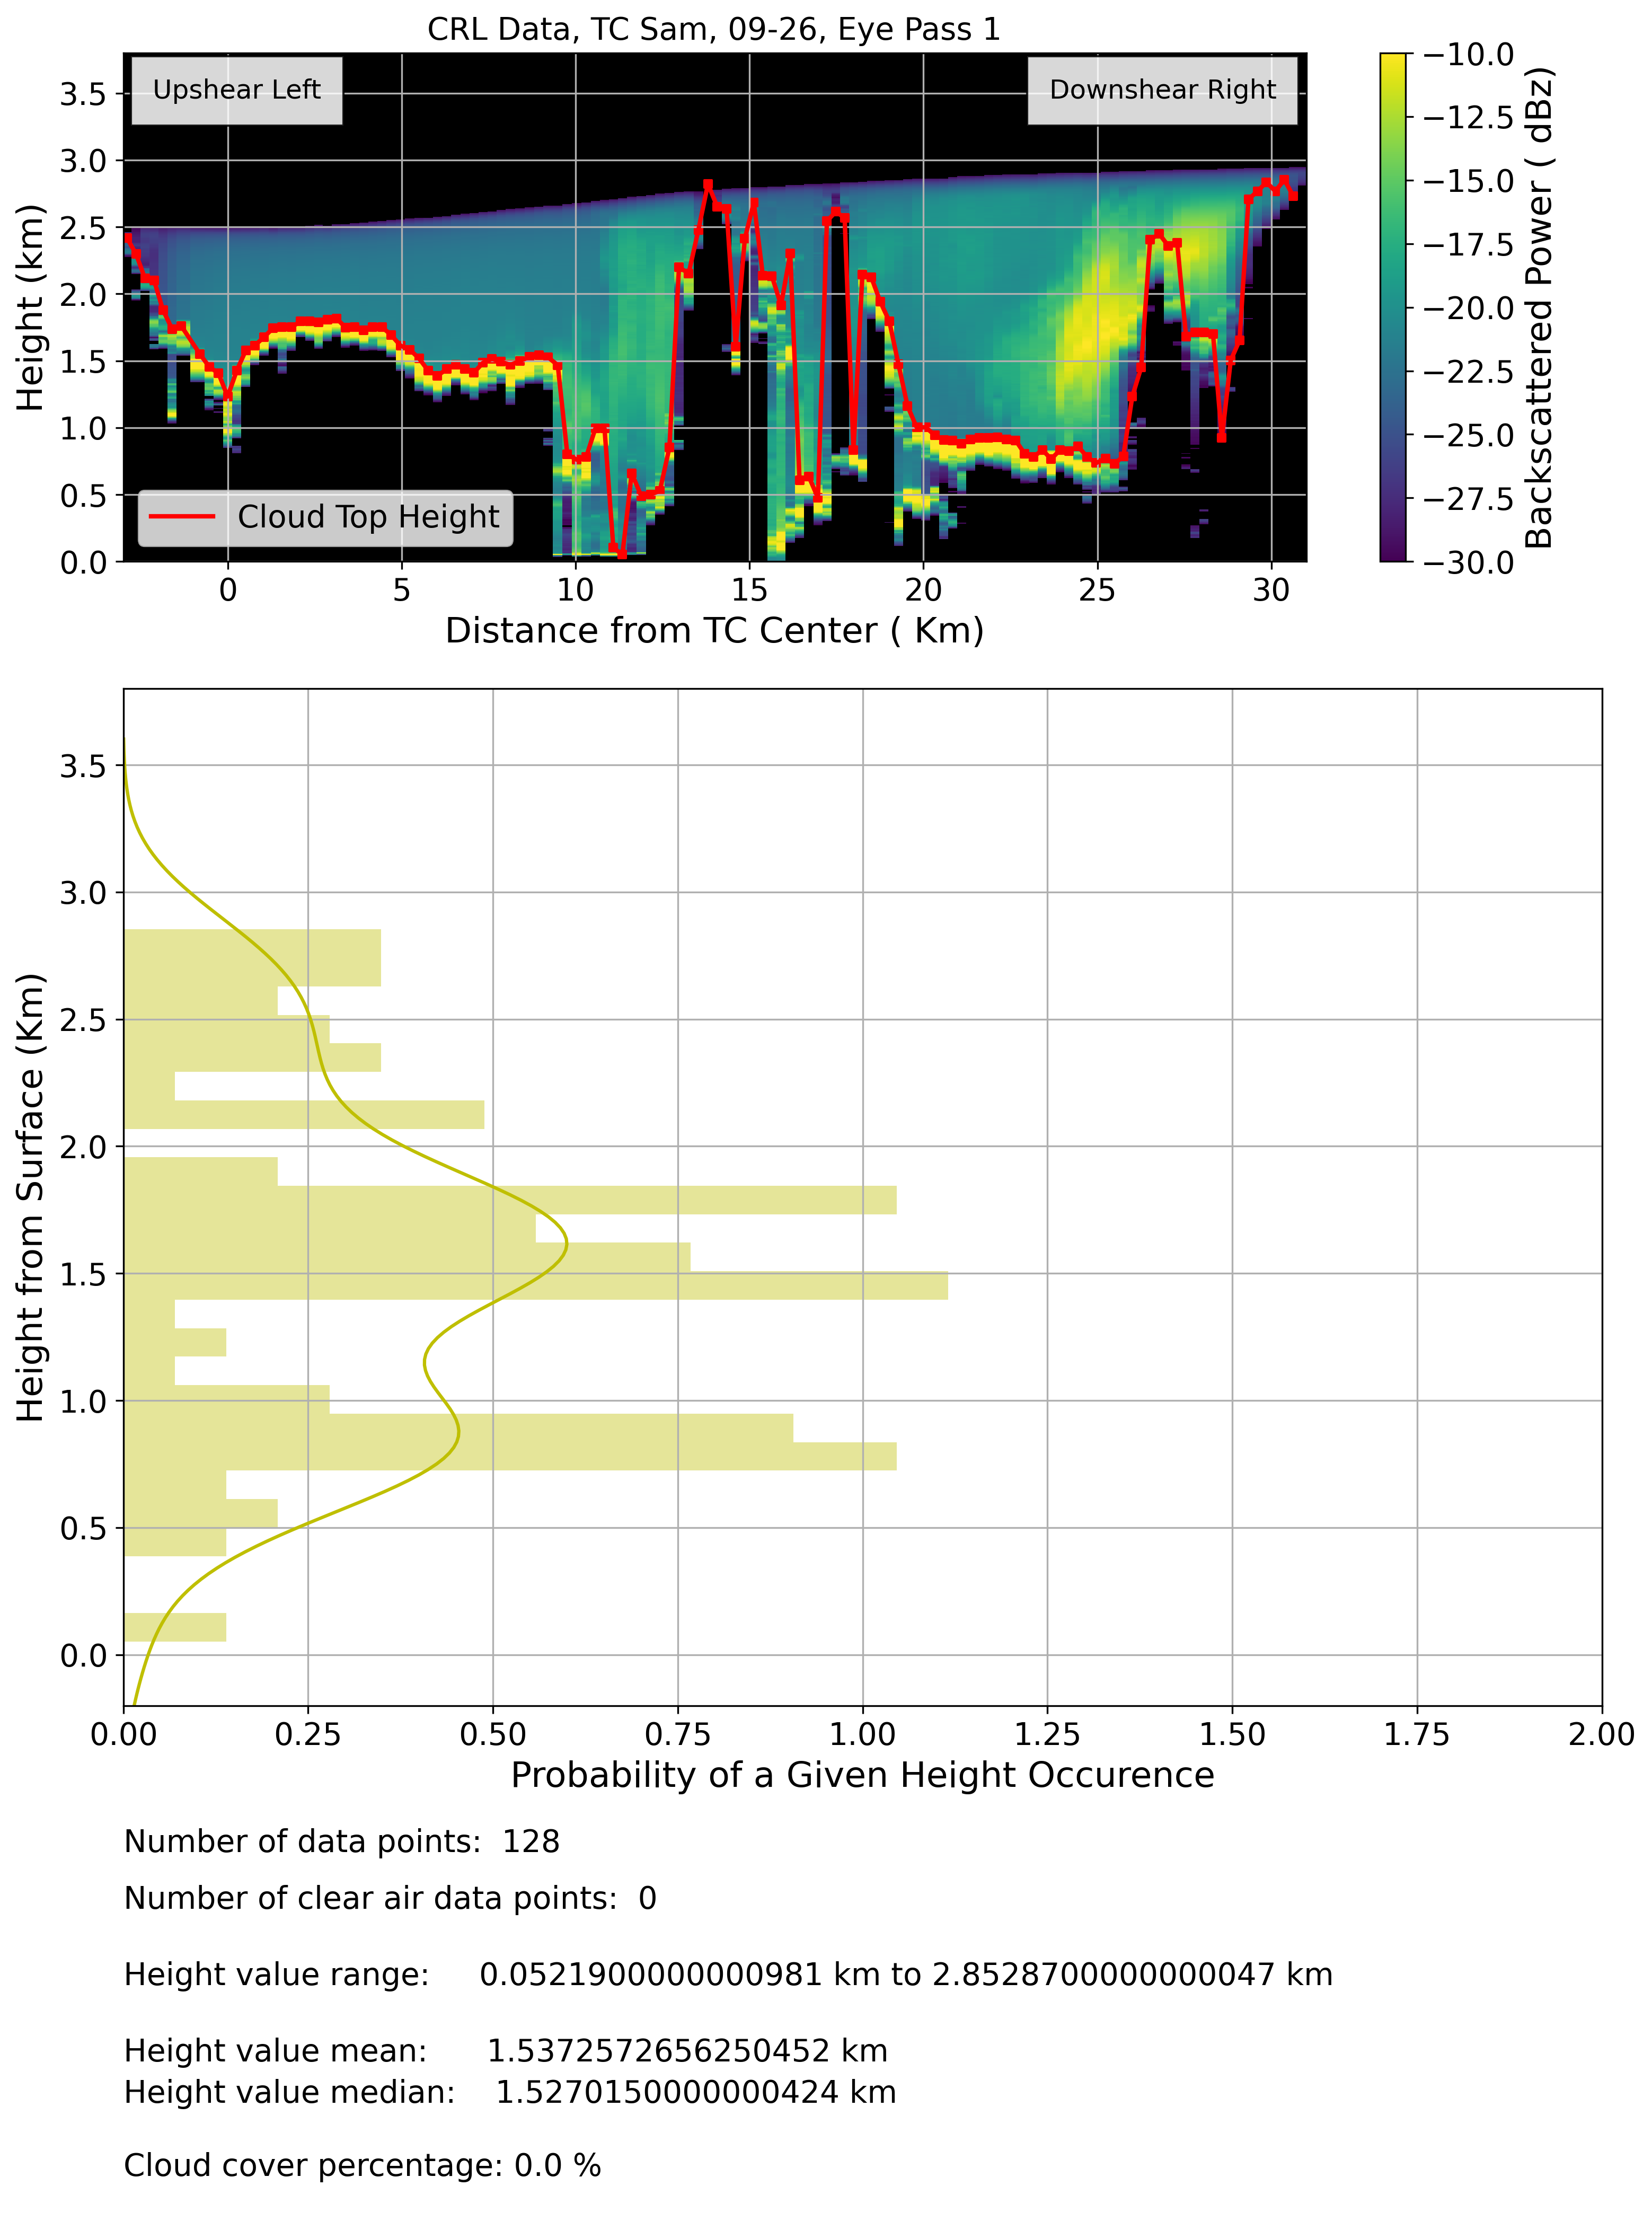 CRL Data, TC Sam, 09-26, Eye Pass 1
Upshear Left
Downshear Right
Height (km)
3.5
3.0
2.5
2.0
1.5
1.0
0.5
0.0
Cloud Top Height
0 5 10 15 20 25 30
Distance from TC Center ( Km)
−10.0
−12.5
−15.0
−17.5
−20.0
−22.5
−25.0
−27.5
−30.0
Backscattered Power ( dBz)
Height from Surface (Km)
3.5
3.0
2.5
2.0
1.5
1.0
0.5
0.0
0.00 0.25 0.50 0.75 1.00 1.25 1.50 1.75 2.00
Probability of a Given Height Occurence
Number of data points: 128
Number of clear air data points: 0
Height value range: 0.0521900000000981 km to 2.8528700000000047 km
Height value mean: 1.5372572656250452 km
Height value median: 1.5270150000000424 km
Cloud cover percentage: 0.0 %